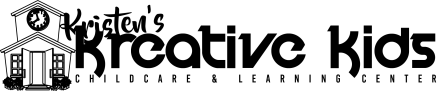 Kristen's
Kreative Kids
CHILDCARE & LEARNING CENTER